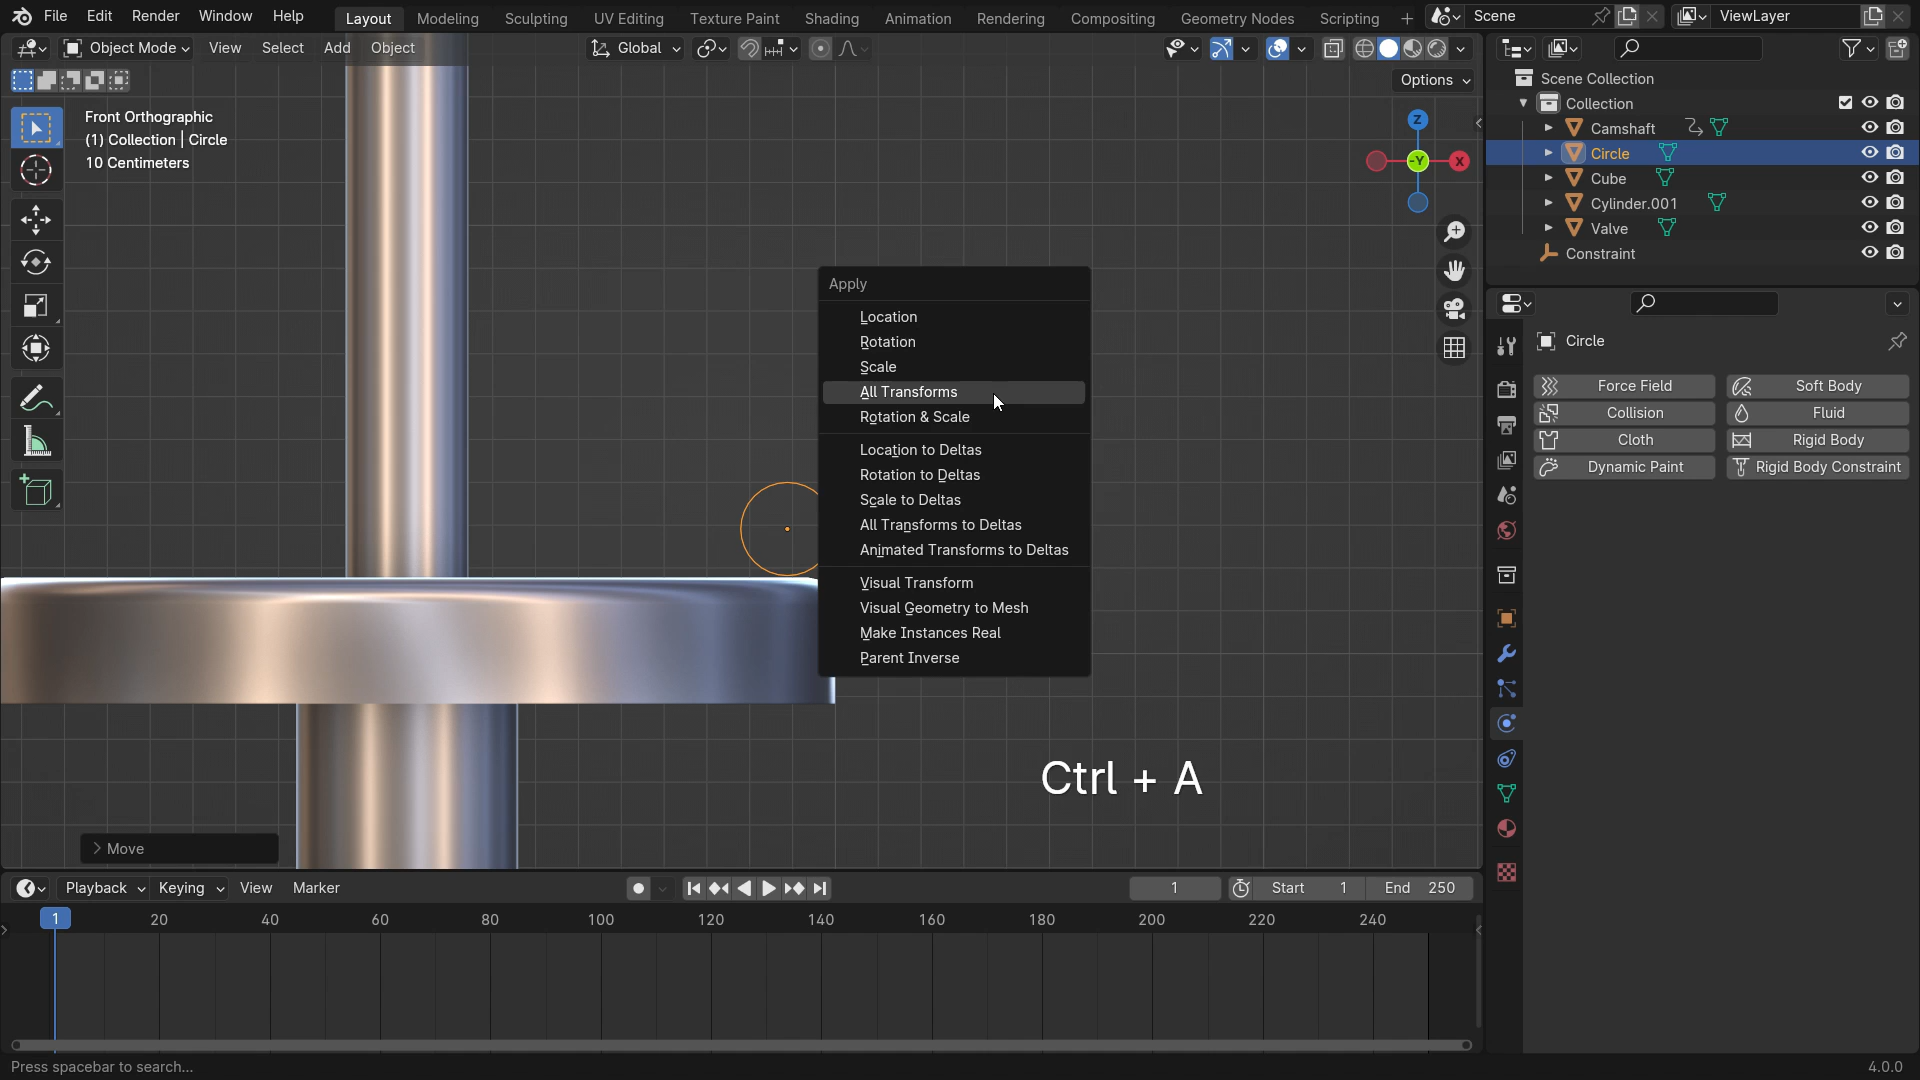 File Edit Render Window Help Layout Modeling Sculpting UV Editing Texture Paint Shading Animation Rendering Compositing Geometry Nodes Scripting + Scene ViewLayer
Object Mode View Select Add Object Global
Options
Front Orthographic
(1) Collection | Circle
10 Centimeters
Z
-Y
X
Apply
Location
Rotation
Scale
All Transforms
Rotation & Scale
Location to Deltas
Rotation to Deltas
Scale to Deltas
All Transforms to Deltas
Animated Transforms to Deltas
Visual Transform
Visual Geometry to Mesh
Make Instances Real
Parent Inverse
Ctrl + A
Move
Scene Collection
Collection
Camshaft
Circle
Cube
Cylinder.001
Valve
Constraint
Circle
Force Field Soft Body
Collision Fluid
Cloth Rigid Body
Dynamic Paint Rigid Body Constraint
Playback Keying View Marker 1 Start 1 End 250
1 20 40 60 80 100 120 140 160 180 200 220 240
Press spacebar to search... 4.0.0